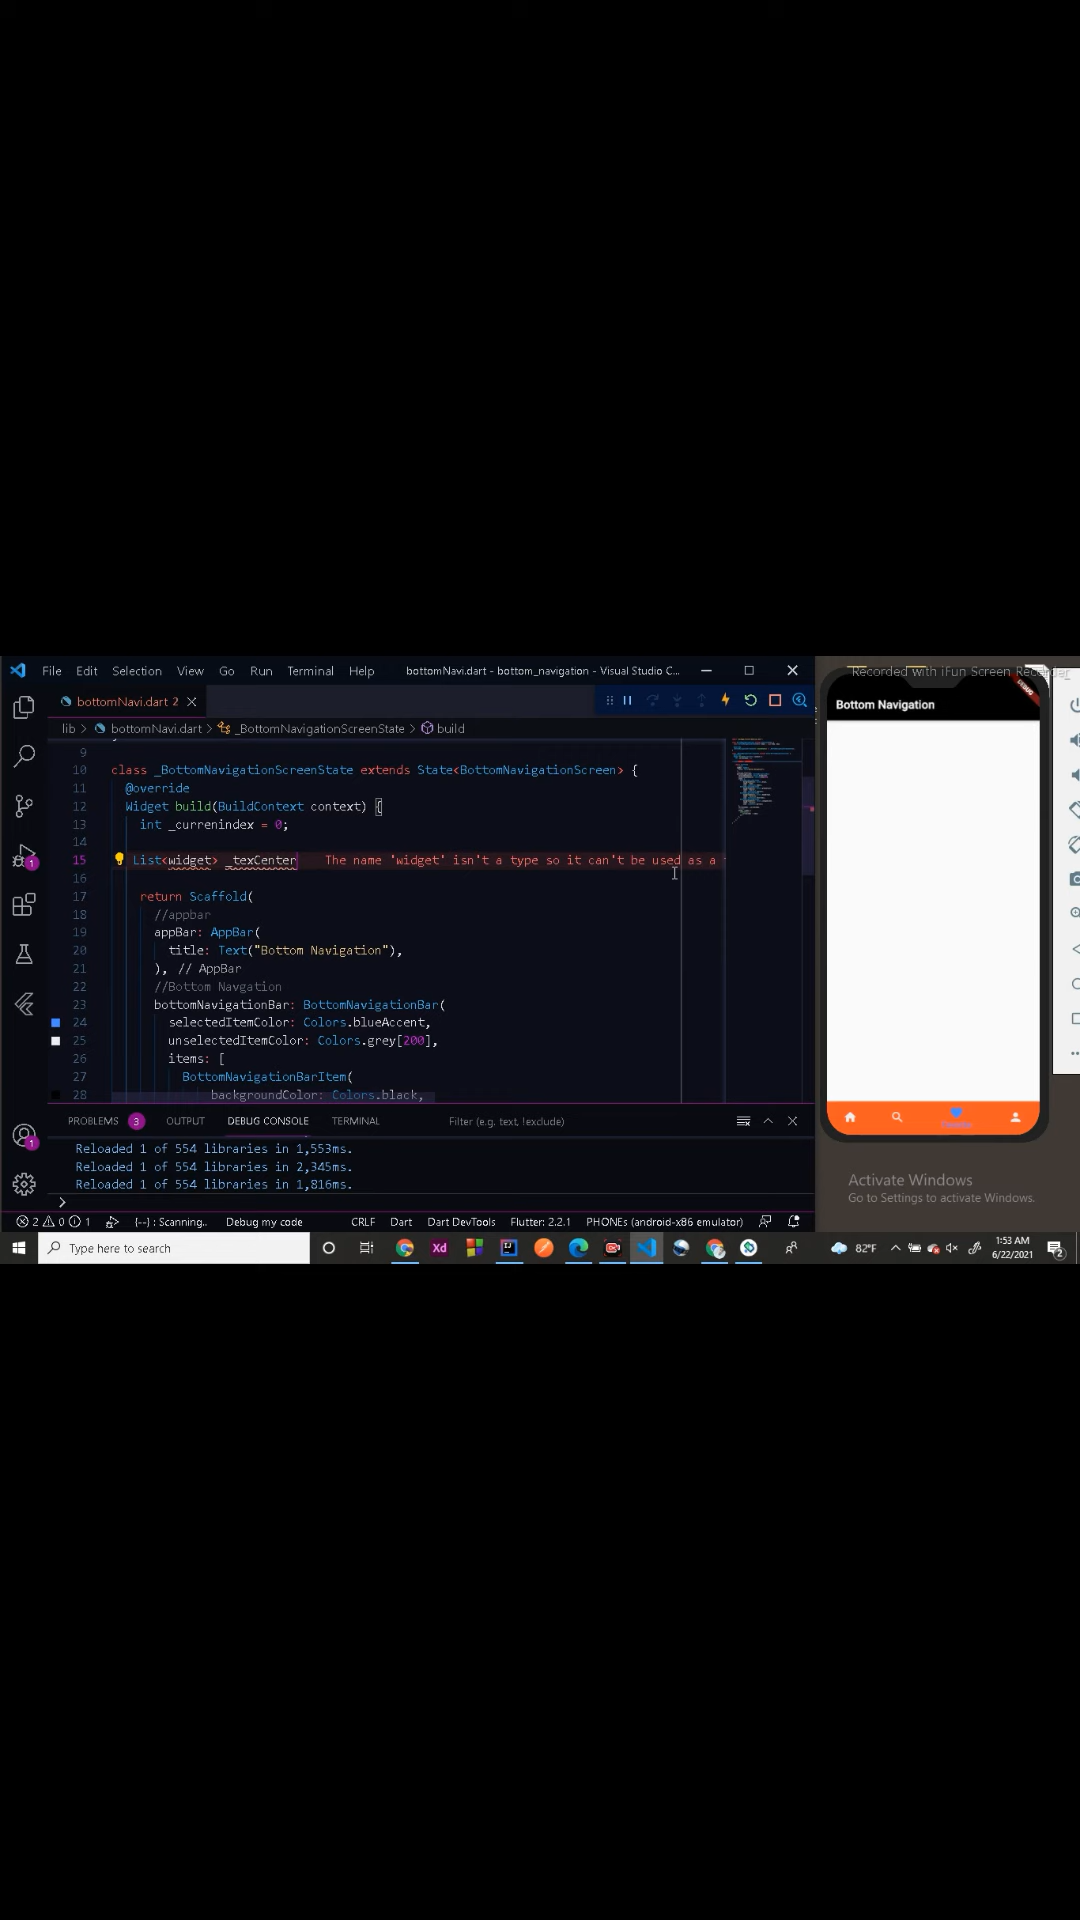 File Edit Selection View Go Run Terminal Help bottomNavi.dart - bottom_navigation - Visual Studio C...
bottomNavi.dart 2
lib > bottomNavi.dart > _BottomNavigationScreenState > build
9
10 class _BottomNavigationScreenState extends State<BottomNavigationScreen> {
11 @override
12 Widget build(BuildContext context) {
13 int _currenindex = 0;
14
15 List<widget> _texCenter The name 'widget' isn't a type so it can't be used as a
16
17 return Scaffold(
18 //appbar
19 appBar: AppBar(
20 title: Text("Bottom Navigation"),
21 ), // AppBar
22 //Bottom Navgation
23 bottomNavigationBar: BottomNavigationBar(
24 selectedItemColor: Colors.blueAccent,
25 unselectedItemColor: Colors.grey[200],
26 items: [
27 BottomNavigationBarItem(
28 backgroundColor: Colors.black,
PROBLEMS 3 OUTPUT DEBUG CONSOLE TERMINAL Filter (e.g. text, !exclude)
Reloaded 1 of 554 libraries in 1,553ms.
Reloaded 1 of 554 libraries in 2,345ms.
Reloaded 1 of 554 libraries in 1,816ms.
>
1
1
2 0 1 {--} : Scanning.. Debug my code CRLF Dart Dart DevTools Flutter: 2.2.1 PHONEs (android-x86 emulator)
Recorded with iFun Screen Recorder
Bottom Navigation
Activate Windows
Go to Settings to activate Windows.
Type here to search
Xd
IJ
82°F
1:53 AM
6/22/2021
2